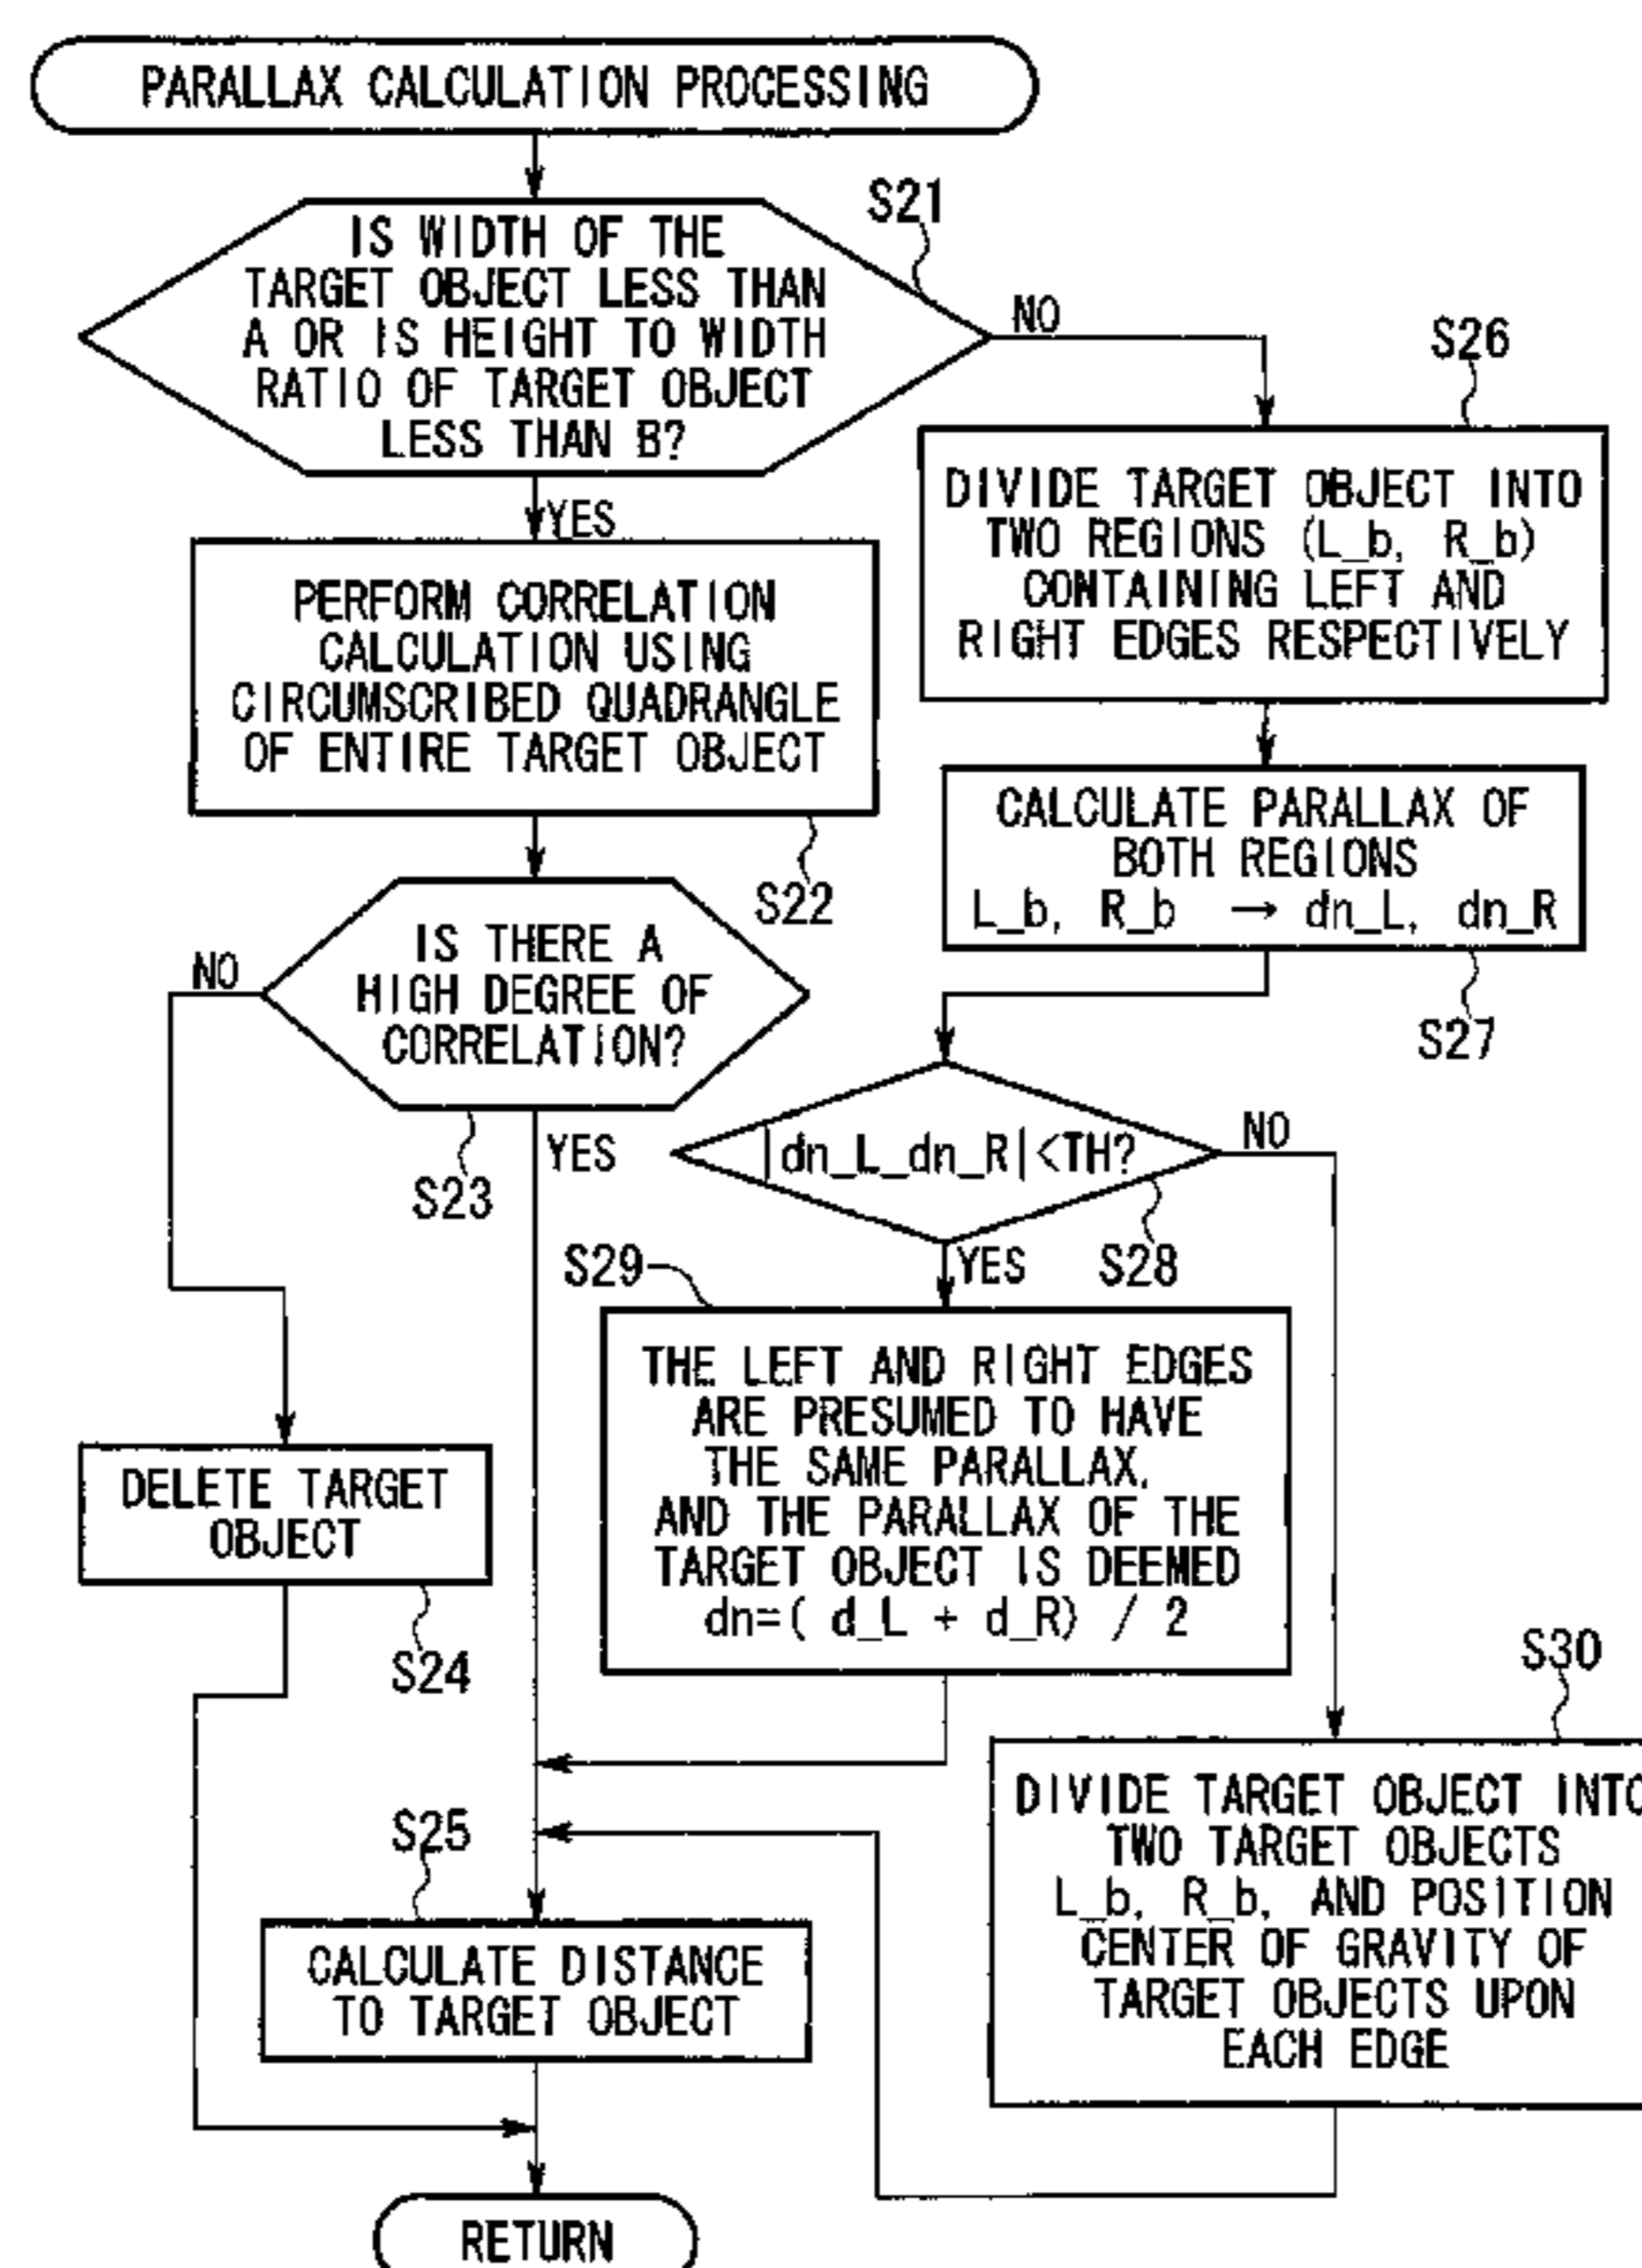 PARALLAX CALCULATION PROCESSING
S21
IS WIDTH OF THE
TARGET OBJECT LESS THAN
A OR IS HEIGHT TO WIDTH
RATIO OF TARGET OBJECT
LESS THAN B?
NO
YES
S26
DIVIDE TARGET OBJECT INTO
TWO REGIONS (L_b, R_b)
CONTAINING LEFT AND
RIGHT EDGES RESPECTIVELY
PERFORM CORRELATION
CALCULATION USING
CIRCUMSCRIBED QUADRANGLE
OF ENTIRE TARGET OBJECT
S22
CALCULATE PARALLAX OF
BOTH REGIONS
L_b, R_b → dn_L, dn_R
S27
IS THERE A
HIGH DEGREE OF
CORRELATION?
NO
YES
S23
|dn_L_dn_R|<TH?
NO
YES
S28
S29
THE LEFT AND RIGHT EDGES
ARE PRESUMED TO HAVE
THE SAME PARALLAX,
AND THE PARALLAX OF THE
TARGET OBJECT IS DEEMED
dn=( d_L + d_R) / 2
DELETE TARGET
OBJECT
S24
S30
DIVIDE TARGET OBJECT INTO
TWO TARGET OBJECTS
L_b, R_b, AND POSITION
CENTER OF GRAVITY OF
TARGET OBJECTS UPON
EACH EDGE
S25
CALCULATE DISTANCE
TO TARGET OBJECT
RETURN